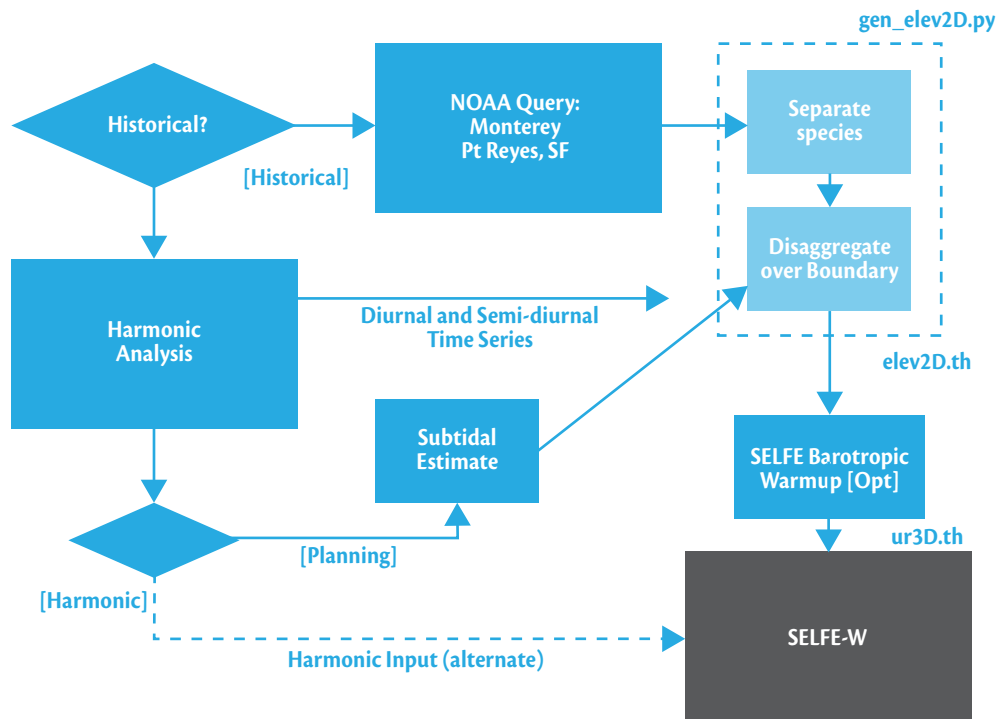 gen_elev2D.py
Historical?
NOAA Query:
Monterey
Pt Reyes, SF
Separate
species
[Historical]
Disaggregate
over Boundary
Harmonic
Analysis
Diurnal and Semi-diurnal
Time Series
elev2D.th
Subtidal
Estimate
SELFE Barotropic
Warmup [Opt]
ur3D.th
[Planning]
[Harmonic]
SELFE-W
Harmonic Input (alternate)